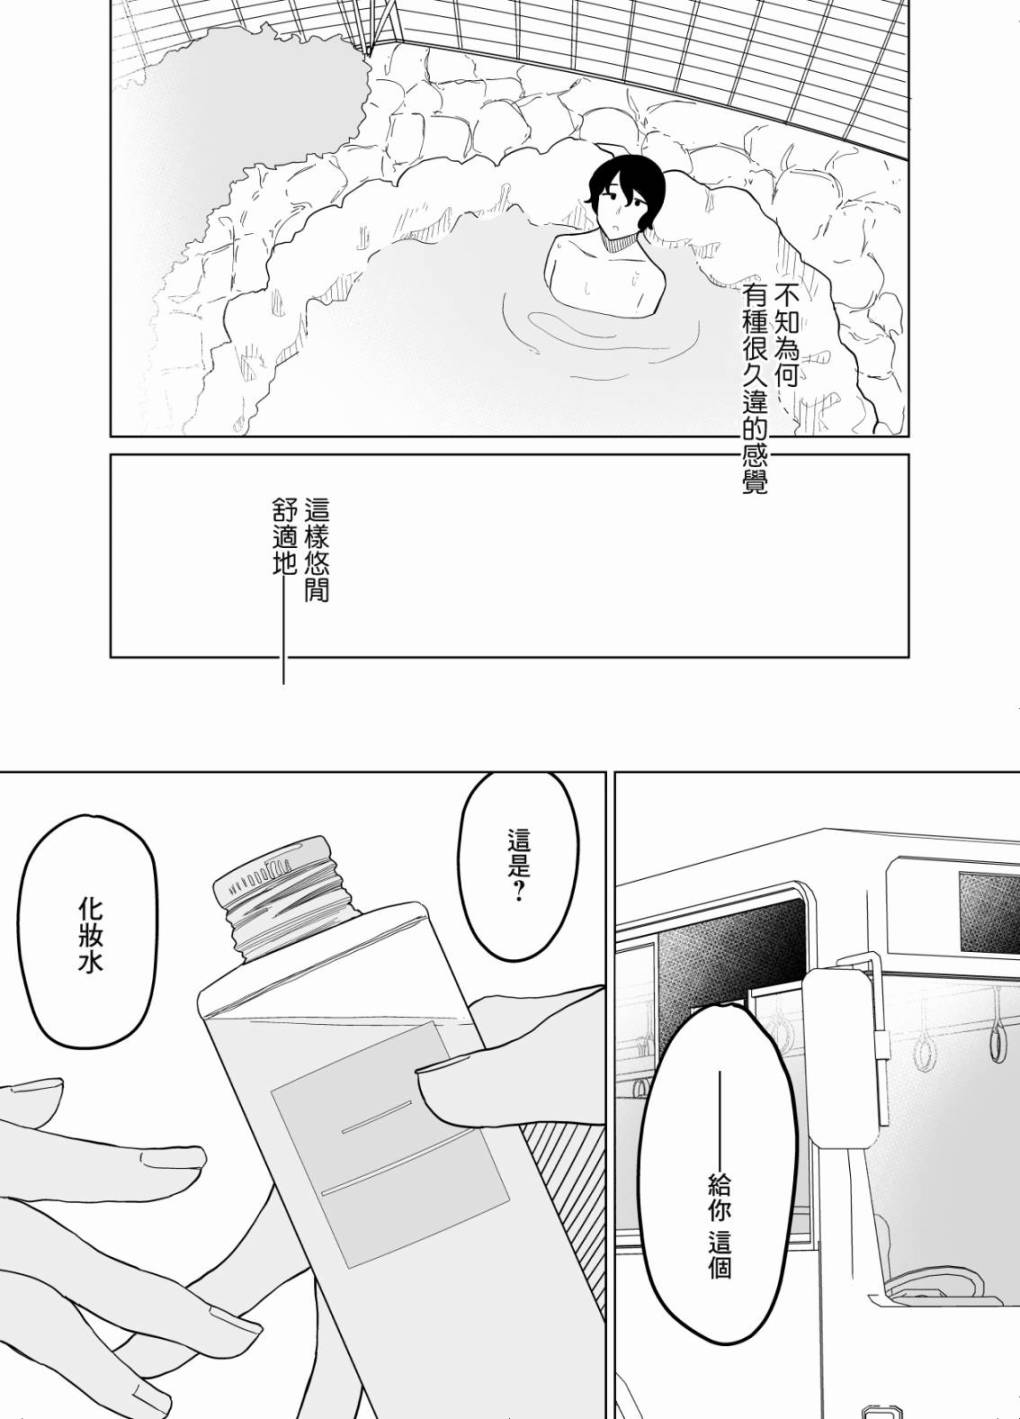 不知為何
有種很久違的感覺
這樣悠閒
舒適地——
——給你 這個
這是?
化妝水